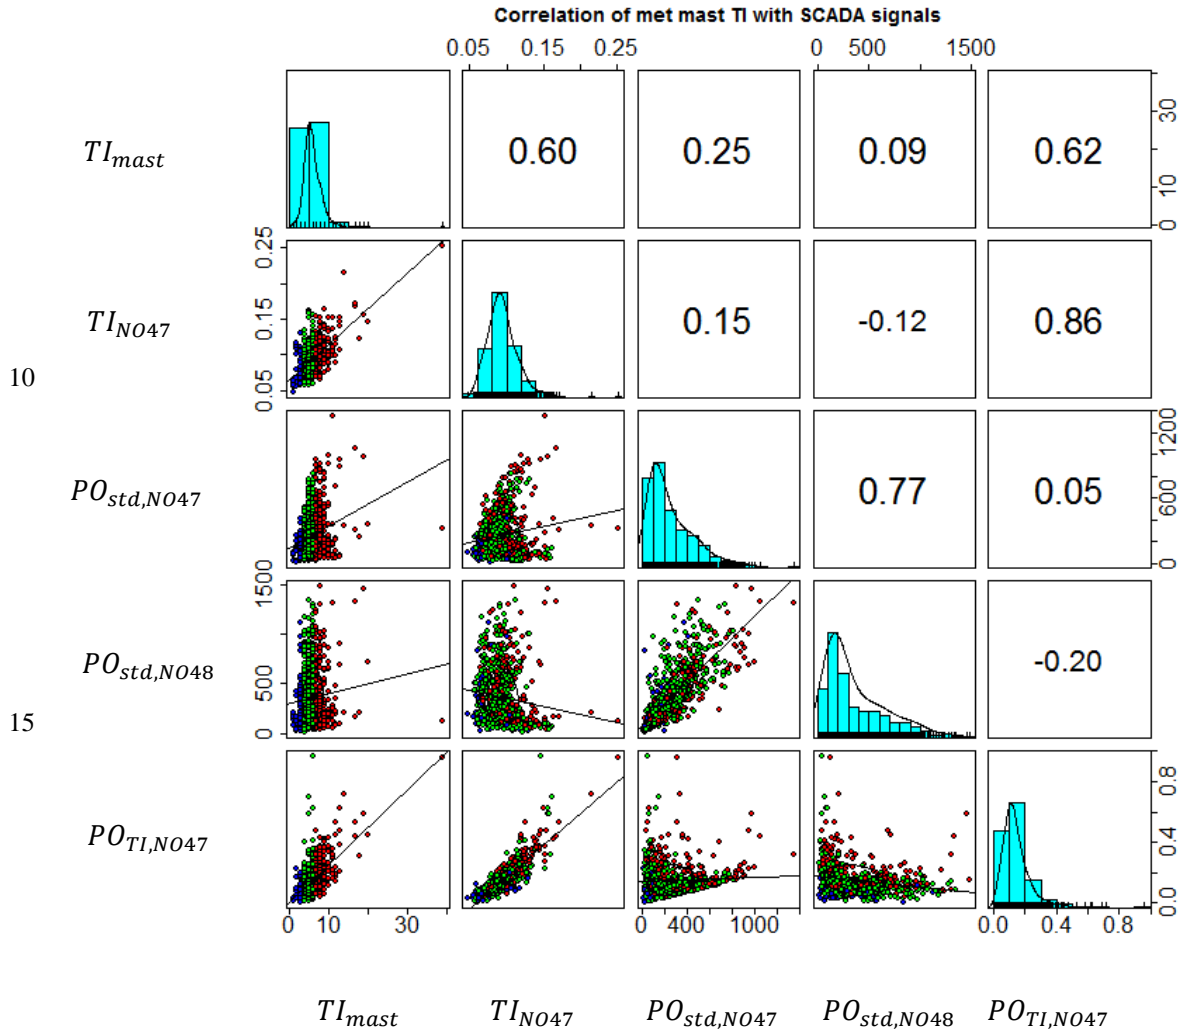 Correlation of met mast TI with SCADA signals
0.05 0.15 0.25 0 500 1500
TI_mast 0.60 0.25 0.09 0.62 0 10 30
TI_NO47 0.05 0.15 0.25 0.15 -0.12 0.86
10
PO_std,NO47 0.77 0.05 0 600 1200
PO_std,NO48 0 500 1500 -0.20
15
PO_TI,NO47 0.0 0.4 0.8
0 30 0 400 1000 0.0 0.4 0.8
TI_mast TI_NO47 PO_std,NO47 PO_std,NO48 PO_TI,NO47